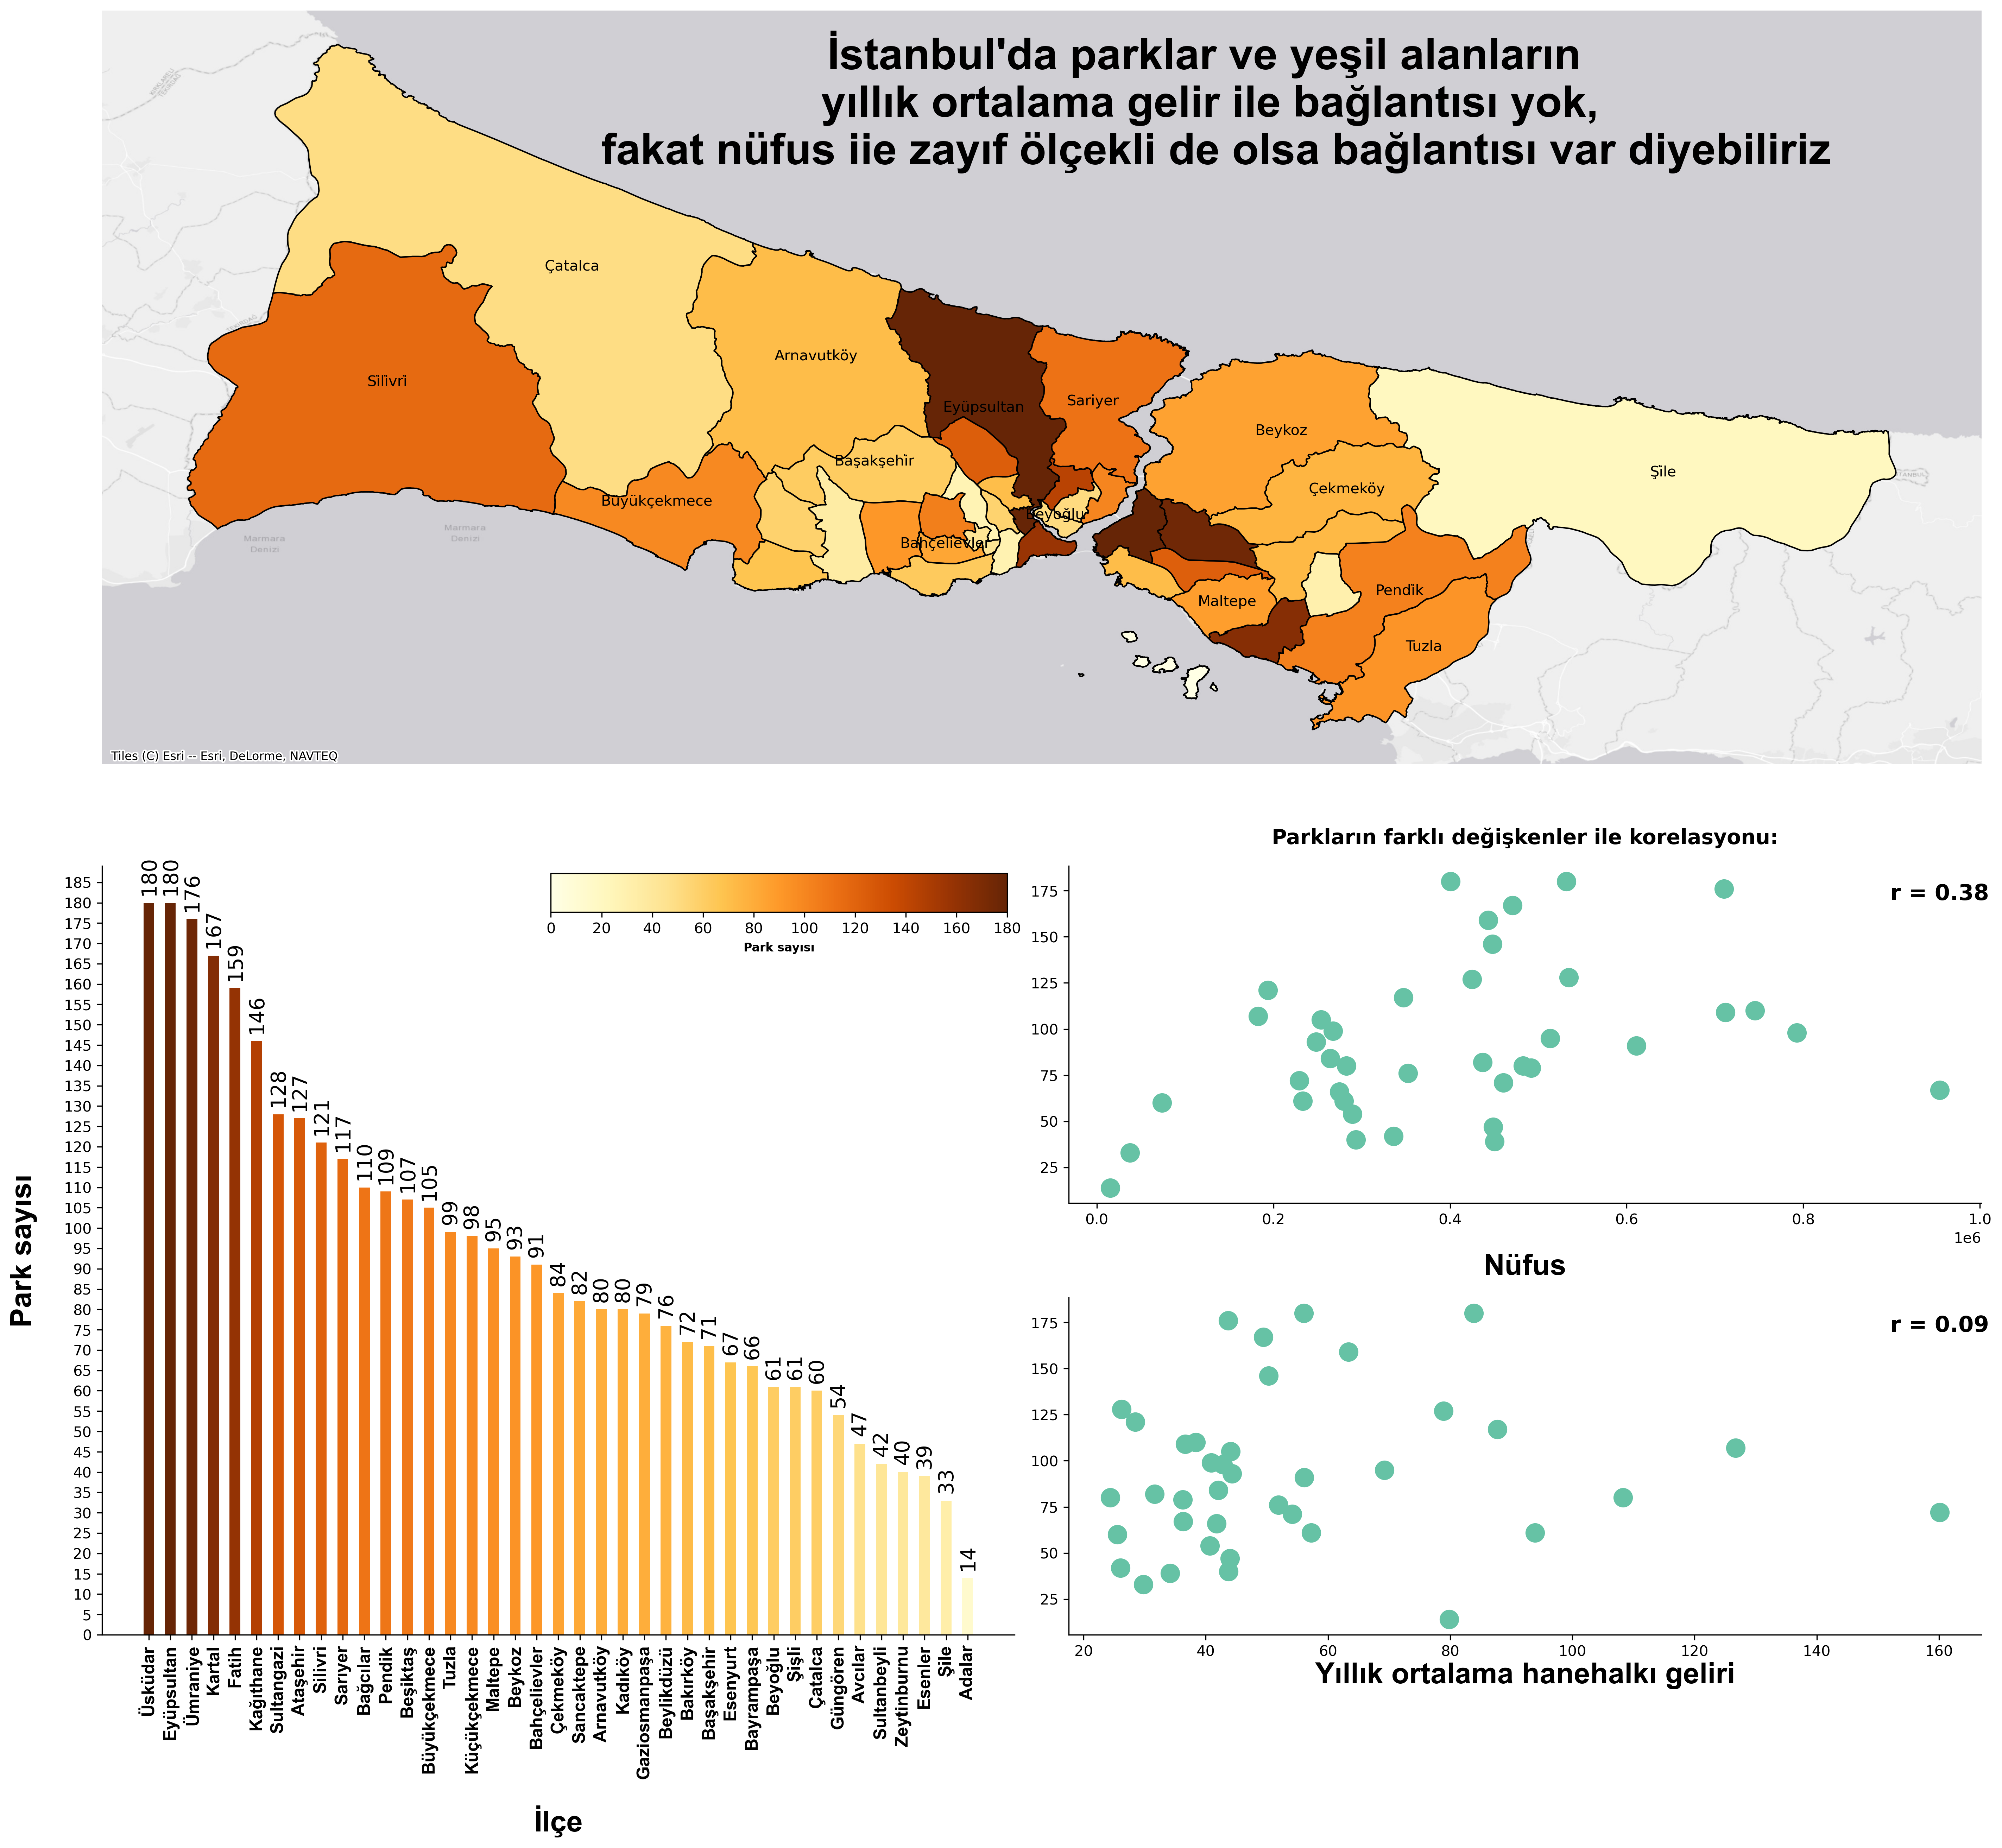 İstanbul'da parklar ve yeşil alanların
yıllık ortalama gelir ile bağlantısı yok,
fakat nüfus iie zayıf ölçekli de olsa bağlantısı var diyebiliriz
Çatalca
Silivri
Arnavutköy
Eyüpsultan
Sariyer
Beykoz
Başakşehir
Şile
Çekmeköy
Büyükçekmece
Beyoğlu
Bahçelievler
Marmara
Denizi
Marmara
Denizi
Maltepe
Pendik
Tuzla
Tiles (C) Esri -- Esri, DeLorme, NAVTEQ
Park sayısı
185
180
175
170
165
160
155
150
145
140
135
130
125
120
115
110
105
100
95
90
85
80
75
70
65
60
55
50
45
40
35
30
25
20
15
10
5
0
180 180 176 167 159 146 128 127 121 117 110 109 107 105 99 98 95 93 91 84 82 80 80 79 76 72 71 67 66 61 61 60 54 47 42 40 39 33 14
0 20 40 60 80 100 120 140 160 180
Park sayısı
Üsküdar
Eyüpsultan
Ümraniye
Kartal
Fatih
Kağıthane
Sultangazi
Ataşehir
Silivri
Sarıyer
Bağcılar
Pendik
Beşiktaş
Büyükçekmece
Tuzla
Küçükçekmece
Maltepe
Beykoz
Bahçelievler
Çekmeköy
Sancaktepe
Arnavutköy
Kadıköy
Gaziosmanpaşa
Beylikdüzü
Bakırköy
Başakşehir
Esenyurt
Bayrampaşa
Beyoğlu
Şişli
Çatalca
Güngören
Avcılar
Sultanbeyli
Zeytinburnu
Esenler
Şile
Adalar
İlçe
Parkların farklı değişkenler ile korelasyonu:
r = 0.38
175
150
125
100
75
50
25
0.0 0.2 0.4 0.6 0.8 1.0
1e6
Nüfus
r = 0.09
175
150
125
100
75
50
25
20 40 60 80 100 120 140 160
Yıllık ortalama hanehalkı geliri